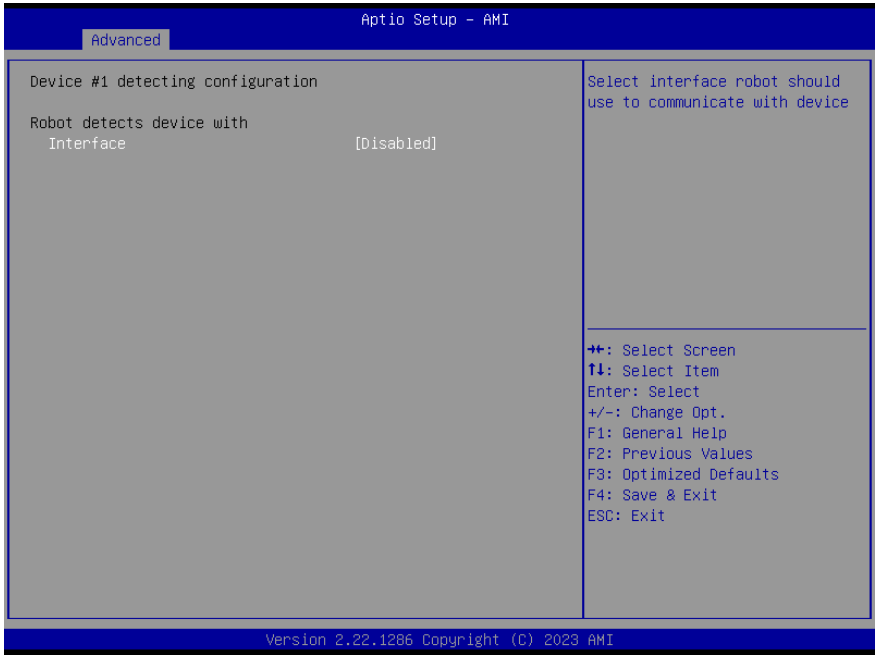 Aptio Setup – AMI
Advanced
Device #1 detecting configuration
Robot detects device with
Interface [Disabled]
Select interface robot should
use to communicate with device
→←: Select Screen
↑↓: Select Item
Enter: Select
+/-: Change Opt.
F1: General Help
F2: Previous Values
F3: Optimized Defaults
F4: Save & Exit
ESC: Exit
Version 2.22.1286 Copyright (C) 2023 AMI